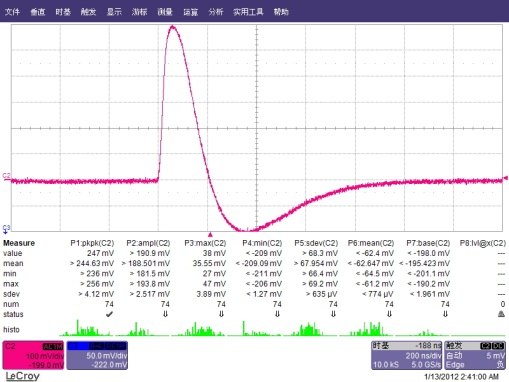 文件 垂直 时基 触发 显示 游标 测量 运算 分析 实用工具 帮助
C2
C3
Measure P1:pkpk(C2) P2:ampl(C2) P3:max(C2) P4:min(C2) P5:sdev(C2) P6:mean(C2) P7:base(C2) P8:lvl@x(C2)
value 247 mV > 190.9 mV 38 mV < -209 mV > 68.3 mV < -62.4 mV < -198.0 mV ---
mean > 244.63 mV > 188.501 mV 35.55 mV < -209.09 mV > 67.954 mV < -62.647 mV < -195.423 mV ---
min > 236 mV > 181.5 mV 27 mV < -211 mV > 66.4 mV < -64.5 mV < -201.1 mV ---
max > 256 mV > 193.8 mV 47 mV < -206 mV > 69.2 mV < -61.2 mV < -190.2 mV ---
sdev > 4.12 mV > 2.517 mV 3.89 mV < 1.27 mV > 635 µV < 774 µV < 1.961 mV ---
num 74 74 74 74 74 74 74 0
status
histo
C2 AC1M
100 mV/div
-199.0 mV
50.0 mV/div
-222.0 mV
时基 -188 ns
200 ns/div
10.0 kS 5.0 GS/s
触发 C2 DC
自动 5 mV
Edge 负
LeCroy
1/13/2012 2:41:00 AM